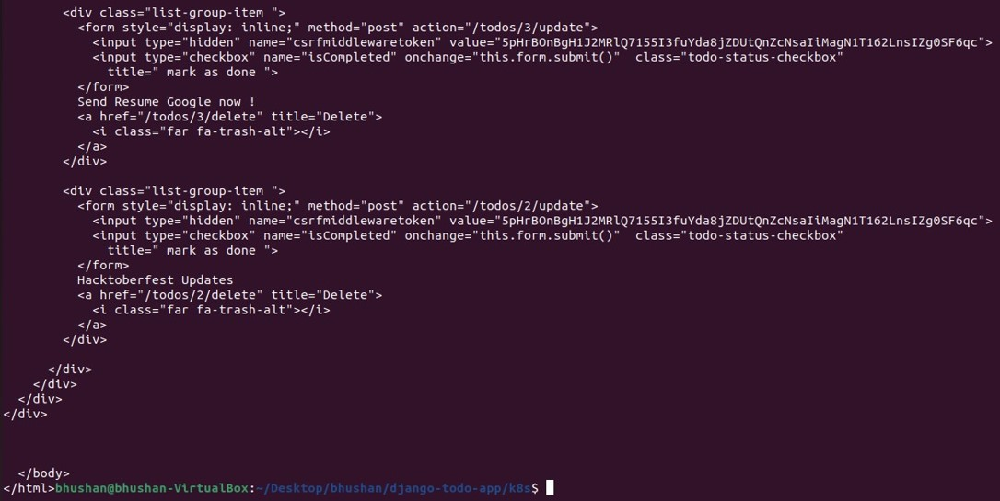 <div class="list-group-item ">
<form style="display: inline;" method="post" action="/todos/3/update">
<input type="hidden" name="csrfmiddlewaretoken" value="5pHrBOnBgH1J2MRlQ7155I3fuYda8jZDUtQnZcNsaIiMagN1T162LnsIZg0SF6qc">
<input type="checkbox" name="isCompleted" onchange="this.form.submit()"  class="todo-status-checkbox"
title=" mark as done ">
</form>
Send Resume Google now !
<a href="/todos/3/delete" title="Delete">
<i class="far fa-trash-alt"></i>
</a>
</div>
<div class="list-group-item ">
<form style="display: inline;" method="post" action="/todos/2/update">
<input type="hidden" name="csrfmiddlewaretoken" value="5pHrBOnBgH1J2MRlQ7155I3fuYda8jZDUtQnZcNsaIiMagN1T162LnsIZg0SF6qc">
<input type="checkbox" name="isCompleted" onchange="this.form.submit()"  class="todo-status-checkbox"
title=" mark as done ">
</form>
Hacktoberfest Updates
<a href="/todos/2/delete" title="Delete">
<i class="far fa-trash-alt"></i>
</a>
</div>
</div>
</div>
</div>
</div>
</body>
</html>bhushan@bhushan-VirtualBox:~/Desktop/bhushan/django-todo-app/k8s$